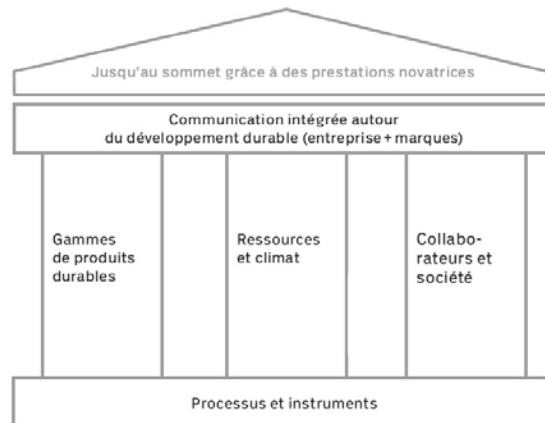 Jusqu'au sommet grâce à des prestations novatrices
Communication intégrée autour
du développement durable (entreprise + marques)
Gammes
de produits
durables
Ressources
et climat
Collabo-
rateurs et
société
Processus et instruments